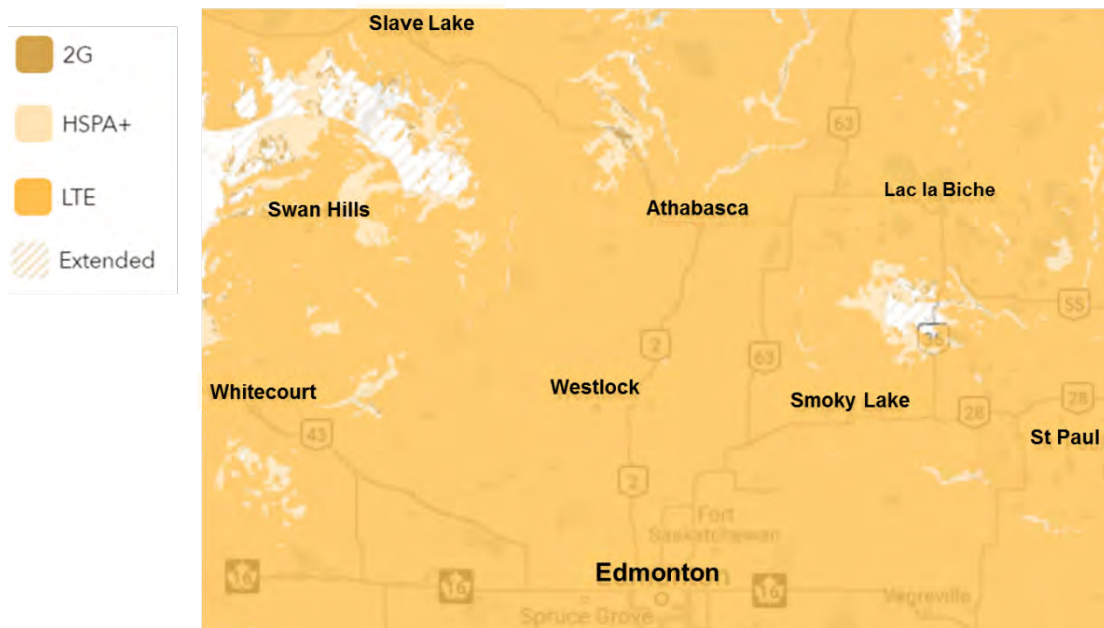 2G
HSPA+
LTE
Extended
Slave Lake
63
Lac la Biche
Swan Hills
Athabasca
55
2
36
63
Whitecourt
Westlock
Smoky Lake
28
28
43
St Paul
2
Fort
Saskatchewan
Edmonton
16
16
16
Spruce Grove
Vegreville